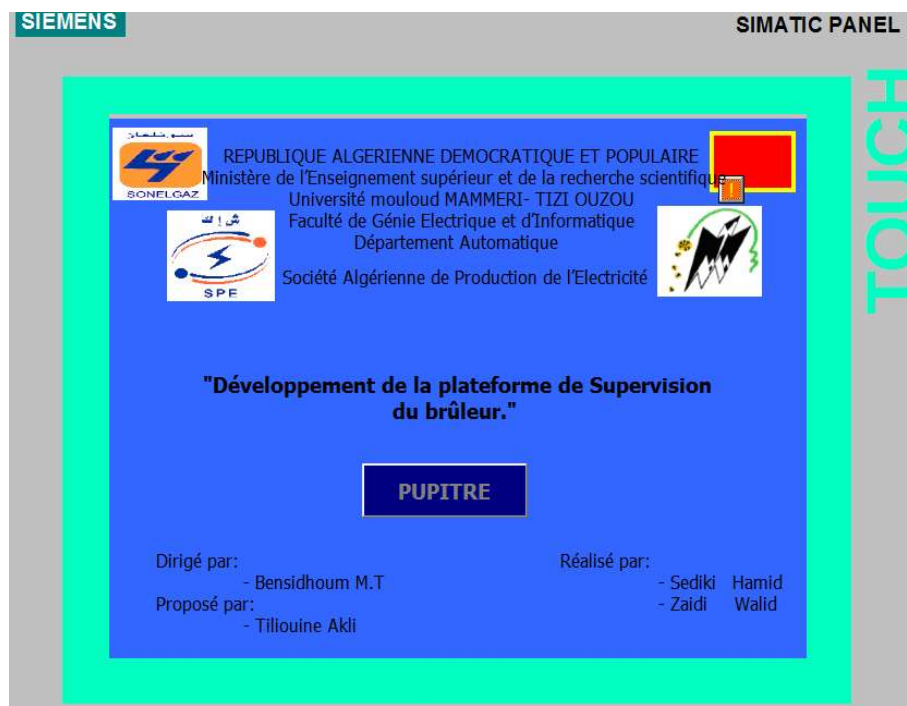 SIEMENS
SIMATIC PANEL
TOUCH
سونلغاز
SONELGAZ
REPUBLIQUE ALGERIENNE DEMOCRATIQUE ET POPULAIRE
Ministère de l'Enseignement supérieur et de la recherche scientifique
!
Université mouloud MAMMERI- TIZI OUZOU
Faculté de Génie Electrique et d'Informatique
Département Automatique
ش إ ك
SPE
Société Algérienne de Production de l'Electricité
"Développement de la plateforme de Supervision
du brûleur."
PUPITRE
Dirigé par:
- Bensidhoum M.T
Proposé par:
- Tiliouine Akli
Réalisé par:
- Sediki Hamid
- Zaidi Walid